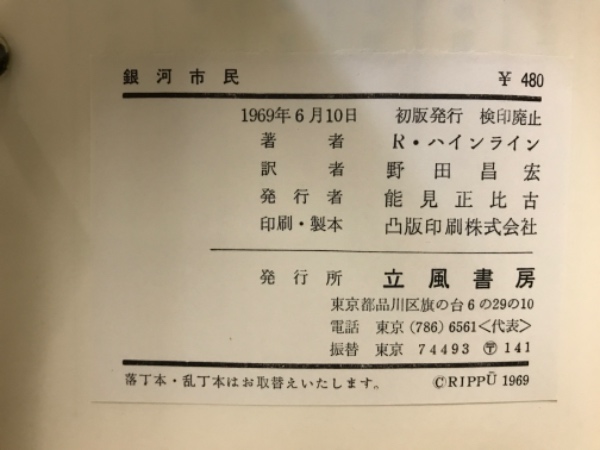 銀河市民 ¥ 480
1969年6月10日 初版発行 検印廃止
著者 R・ハインライン
訳者 野田昌宏
発行者 能見正比古
印刷・製本 凸版印刷株式会社
発行所 立風書房
東京都品川区旗の台6の29の10
電話 東京 (786) 6561<代表>
振替 東京 74493 〶 141
落丁本・乱丁本はお取替えいたします。 ©RIPPŪ 1969